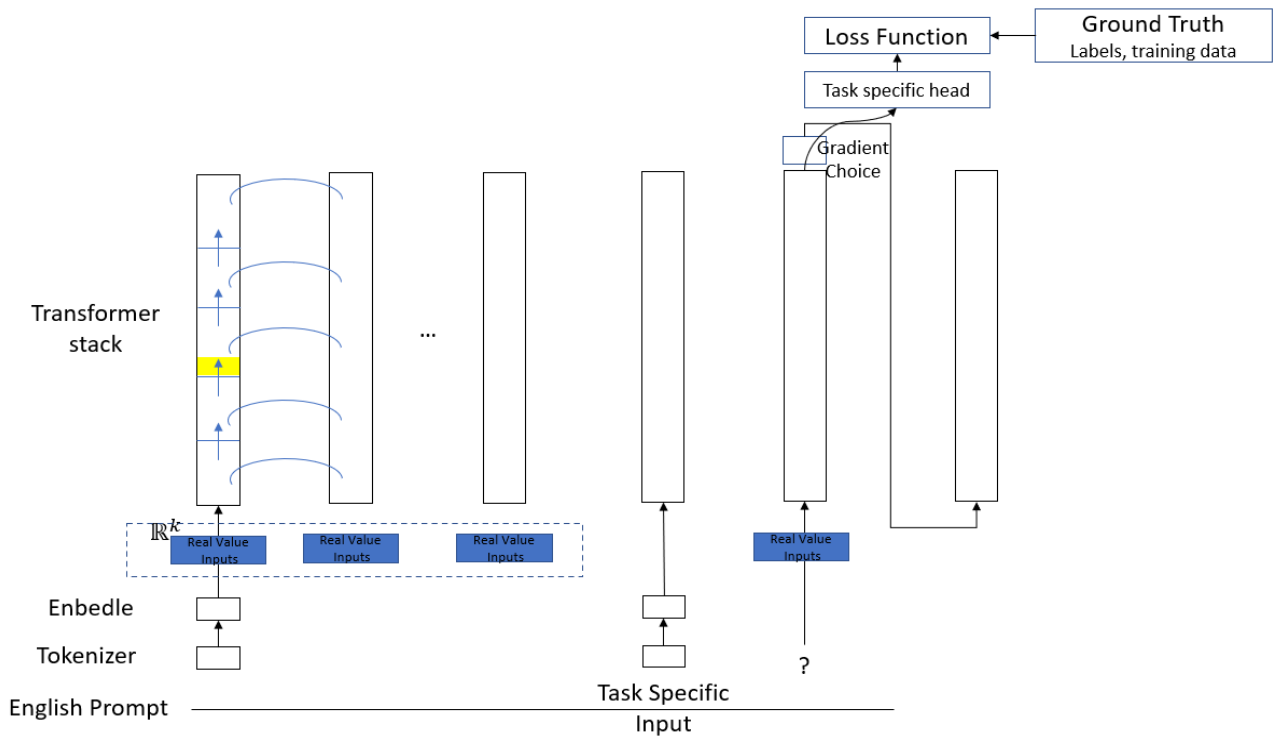 Ground Truth
Labels, training data
Loss Function
Task specific head
Gradient
Choice
Transformer
stack
...
ℝ^k
Real Value
Inputs
Real Value
Inputs
Real Value
Inputs
Real Value
Inputs
Enbedle
Tokenizer
?
Task Specific
Input
English Prompt